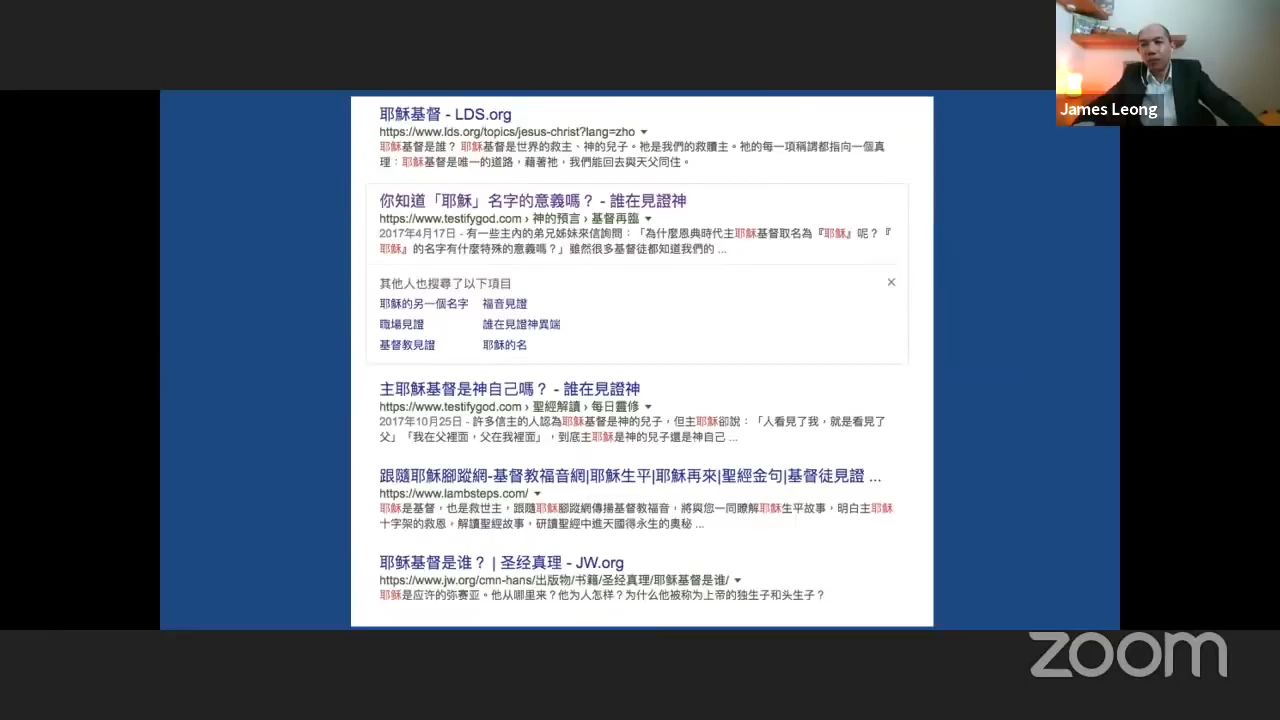 James Leong
耶穌基督 - LDS.org
https://www.lds.org/topics/jesus-christ?lang=zho
耶穌基督是誰？ 耶穌基督是世界的救主、神的兒子。祂是我們的救贖主。祂的每一項稱謂都指向一個真
理：耶穌基督是唯一的道路，藉著祂，我們能回去與天父同住。
你知道「耶穌」名字的意義嗎？ - 誰在見證神
https://www.testifygod.com › 神的預言 › 基督再臨
2017年4月17日 - 有一些主內的弟兄姊妹來信詢問：「為什麼恩典時代主耶穌基督取名為『耶穌』呢？『
耶穌』的名字有什麼特殊的意義嗎？」雖然很多基督徒都知道我們的 ...
其他人也搜尋了以下項目
耶穌的另一個名字 福音見證
職場見證 誰在見證神異端
基督教見證 耶穌的名
主耶穌基督是神自己嗎？ - 誰在見證神
https://www.testifygod.com › 聖經解讀 › 每日靈修
2017年10月25日 - 許多信主的人認為耶穌基督是神的兒子，但主耶穌卻說：「人看見了我，就是看見了
父」「我在父裡面，父在我裡面」，到底主耶穌是神的兒子還是神自己 ...
跟隨耶穌腳蹤網-基督教福音網|耶穌生平|耶穌再來|聖經金句|基督徒見證 ...
https://www.lambsteps.com/
耶穌是基督，也是救世主，跟隨耶穌腳蹤網傳揚基督教福音，將與您一同瞭解耶穌生平故事，明白主耶穌
十字架的救恩，解讀聖經故事，研讀聖經中進天國得永生的奧秘 ...
耶稣基督是谁？ | 圣经真理 - JW.org
https://www.jw.org/cmn-hans/出版物/书籍/圣经真理/耶稣基督是谁/
耶稣是应许的弥赛亚。他从哪里来？他为人怎样？为什么他被称为上帝的独生子和头生子？
zoom